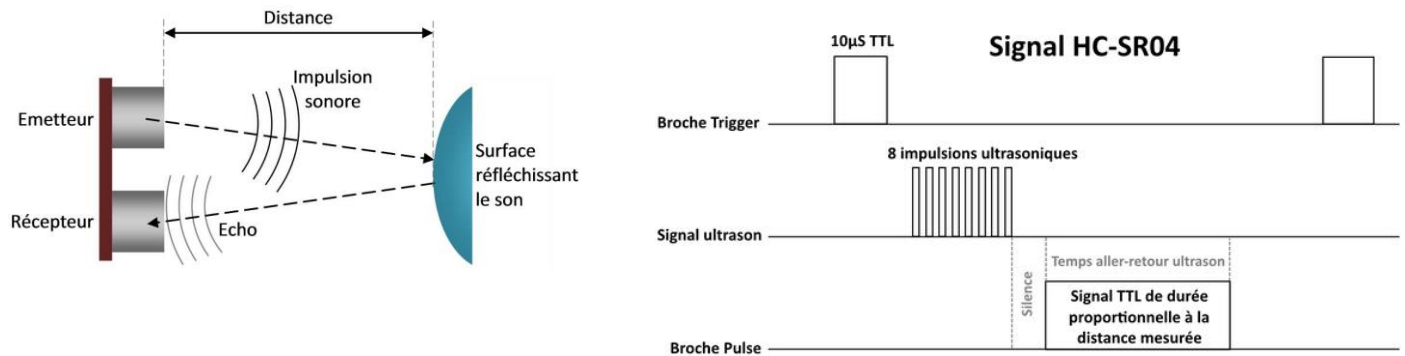 Distance
Impulsion
sonore
Emetteur
Surface
réfléchissant
le son
Récepteur
Echo
Signal HC-SR04
10µS TTL
Broche Trigger
8 impulsions ultrasoniques
Signal ultrason
Silence
Temps aller-retour ultrason
Signal TTL de durée
proportionnelle à la
distance mesurée
Broche Pulse